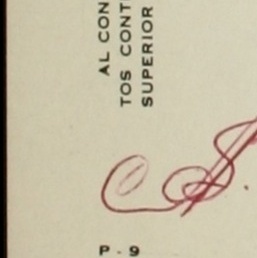 AL CON
TOS CONT
SUPERIOR
P - 9